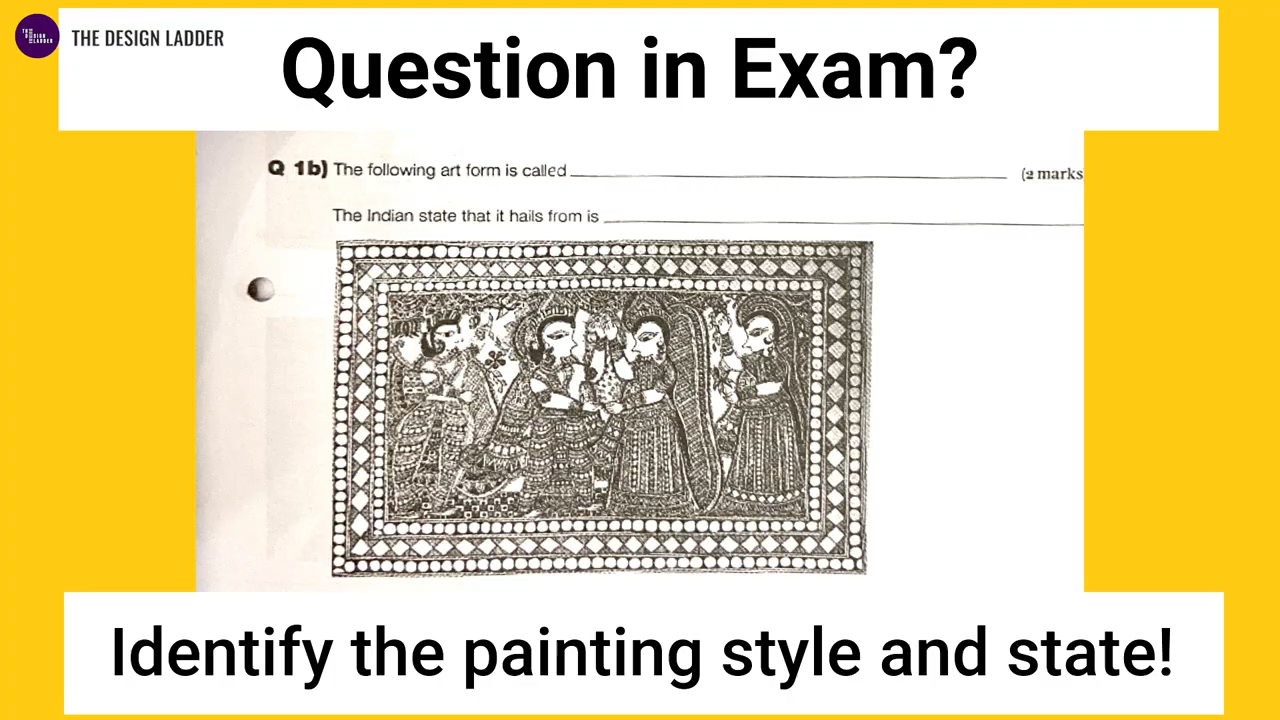 THE DESIGN LADDER
Question in Exam?
Q 1b) The following art form is called
(2 marks
The Indian state that it hails from is
Identify the painting style and state!